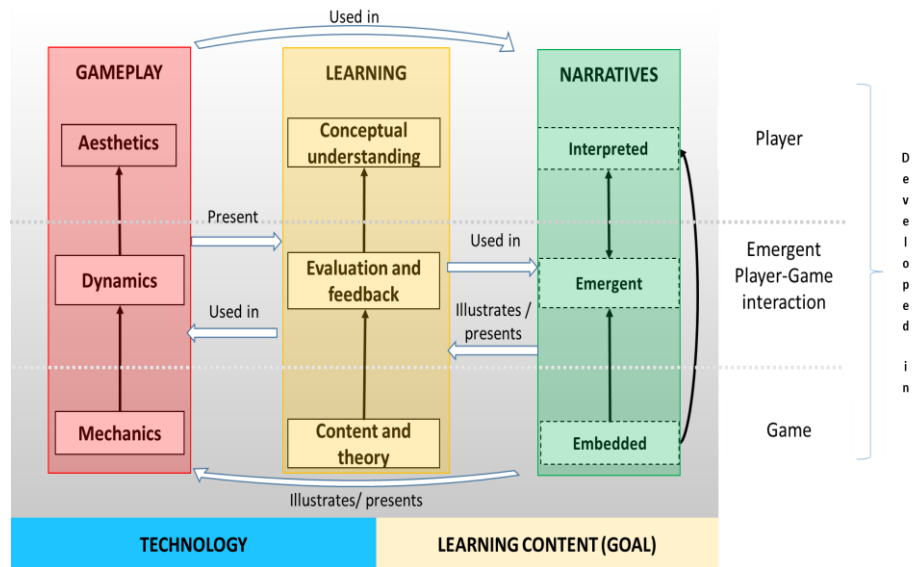 Used in
GAMEPLAY
LEARNING
NARRATIVES
Aesthetics
Conceptual
understanding
Interpreted
Player
Present
Used in
Dynamics
Evaluation and
feedback
Emergent
Emergent
Player-Game
interaction
Used in
Illustrates /
presents
Mechanics
Content and
theory
Embedded
Game
Illustrates/ presents
TECHNOLOGY
LEARNING CONTENT (GOAL)
Developed in